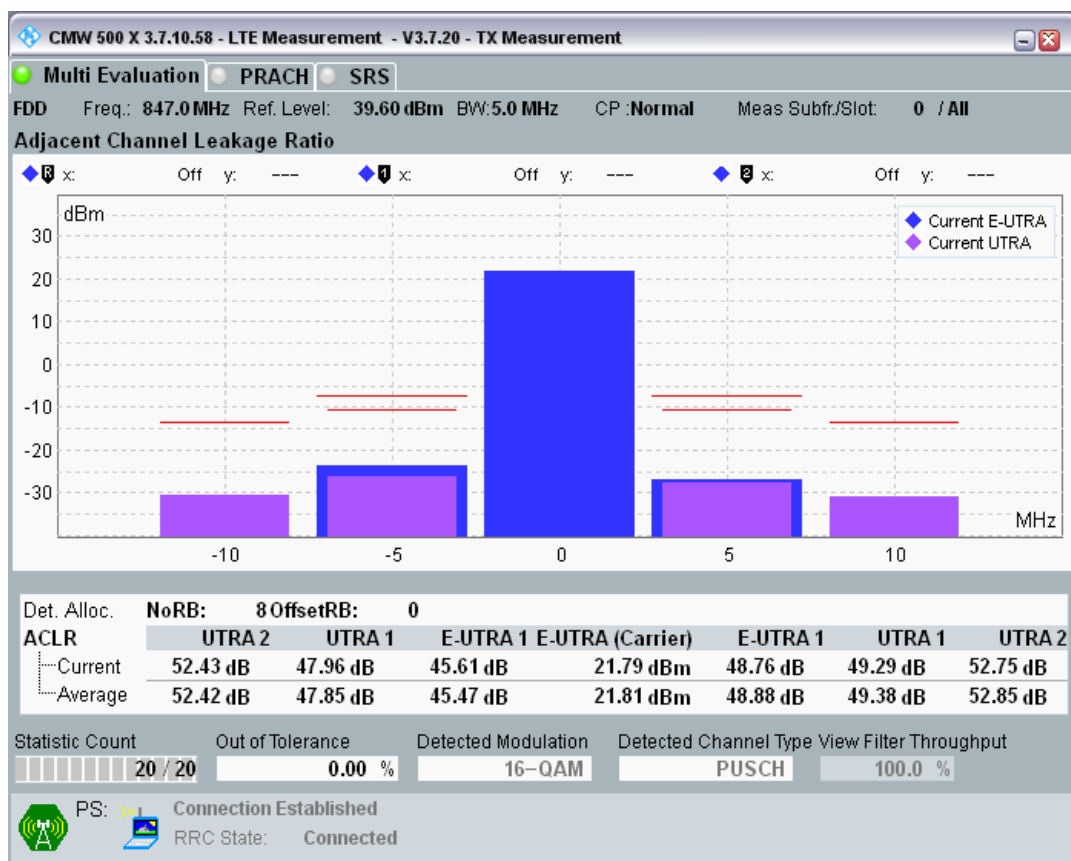 CMW 500 X 3.7.10.58 - LTE Measurement - V3.7.20 - TX Measurement
Multi Evaluation PRACH SRS
FDD Freq.: 847.0 MHz Ref. Level: 39.60 dBm BW:5.0 MHz CP :Normal Meas Subfr./Slot: 0 / All
Adjacent Channel Leakage Ratio
R x: Off y: --- 1 x: Off y: --- 2 x: Off y: ---
dBm
Current E-UTRA
Current UTRA
30
20
10
0
-10
-20
-30
MHz
-10 -5 0 5 10
Det. Alloc. NoRB: 8 OffsetRB: 0
ACLR UTRA 2 UTRA 1 E-UTRA 1 E-UTRA (Carrier) E-UTRA 1 UTRA 1 UTRA 2
Current 52.43 dB 47.96 dB 45.61 dB 21.79 dBm 48.76 dB 49.29 dB 52.75 dB
Average 52.42 dB 47.85 dB 45.47 dB 21.81 dBm 48.88 dB 49.38 dB 52.85 dB
Statistic Count Out of Tolerance Detected Modulation Detected Channel Type View Filter Throughput
20 / 20 0.00 % 16-QAM PUSCH 100.0 %
PS: Connection Established
RRC State: Connected